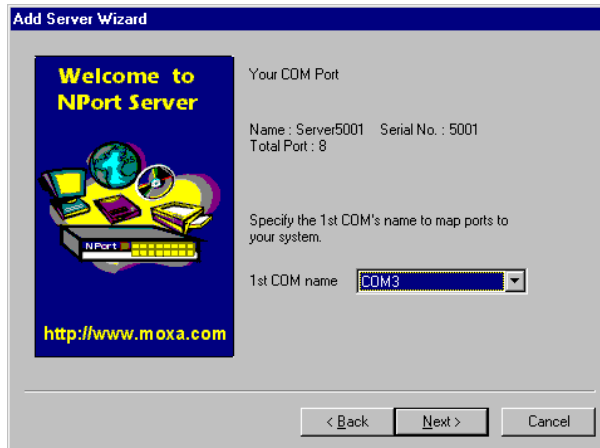 Add Server Wizard
Welcome to
NPort Server
NPort
http://www.moxa.com
Your COM Port
Name : Server5001 Serial No. : 5001
Total Port : 8
Specify the 1st COM's name to map ports to
your system.
1st COM name COM3
< Back Next > Cancel